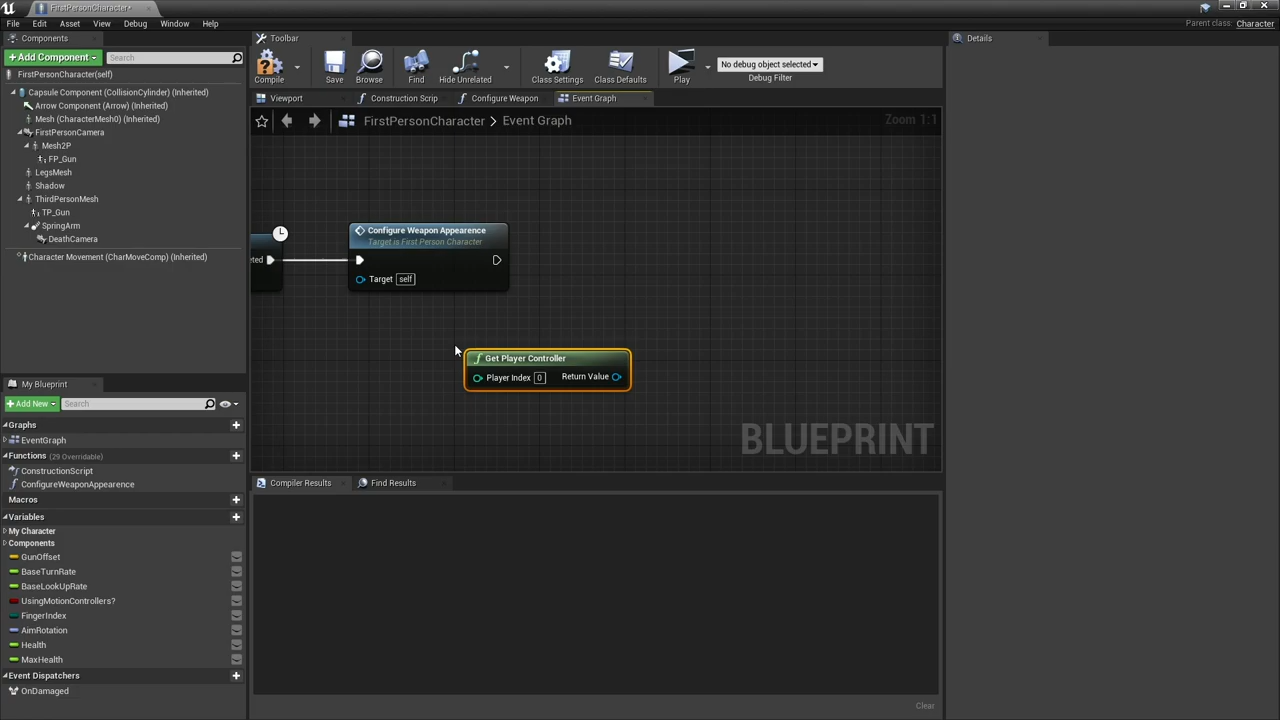 FirstPersonCharacter*
File Edit Asset View Debug Window Help
Parent class: Character
Components
+ Add Component
Search
FirstPersonCharacter(self)
Capsule Component (CollisionCylinder) (Inherited)
Arrow Component (Arrow) (Inherited)
Mesh (CharacterMesh0) (Inherited)
FirstPersonCamera
Mesh2P
FP_Gun
LegsMesh
Shadow
ThirdPersonMesh
TP_Gun
SpringArm
DeathCamera
Character Movement (CharMoveComp) (Inherited)
My Blueprint
+ Add New
Search
Graphs
EventGraph
Functions (29 Overridable)
ConstructionScript
ConfigureWeaponAppearence
Macros
Variables
My Character
Components
GunOffset
BaseTurnRate
BaseLookUpRate
UsingMotionControllers?
FingerIndex
AimRotation
Health
MaxHealth
Event Dispatchers
OnDamaged
Toolbar
Compile
Save
Browse
Find
Hide Unrelated
Class Settings
Class Defaults
Play
No debug object selected
Debug Filter
Viewport
Construction Scrip
Configure Weapon
Event Graph
FirstPersonCharacter > Event Graph
Zoom 1:1
eted
Configure Weapon Appearence
Target is First Person Character
Target self
Get Player Controller
Player Index 0 Return Value
BLUEPRINT
Compiler Results
Find Results
Clear
Details